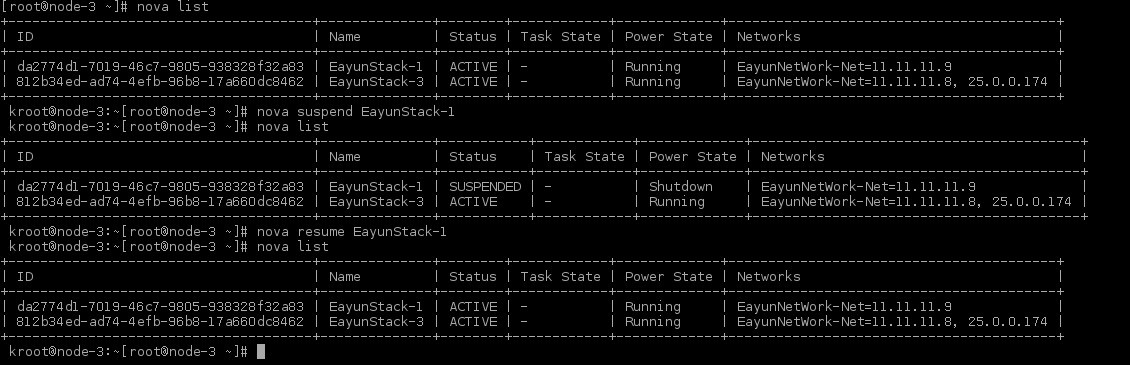 [root@node-3 ~]# nova list
+--------------------------------------+--------------+--------+------------+-------------+----------------------------------------+
| ID                                   | Name         | Status | Task State | Power State | Networks                               |
+--------------------------------------+--------------+--------+------------+-------------+----------------------------------------+
| da2774d1-7019-46c7-9805-938328f32a83 | EayunStack-1 | ACTIVE | -          | Running     | EayunNetWork-Net=11.11.11.9            |
| 812b34ed-ad74-4efb-96b8-17a660dc8462 | EayunStack-3 | ACTIVE | -          | Running     | EayunNetWork-Net=11.11.11.8, 25.0.0.174 |
+--------------------------------------+--------------+--------+------------+-------------+----------------------------------------+
kroot@node-3:~[root@node-3 ~]# nova suspend EayunStack-1
kroot@node-3:~[root@node-3 ~]# nova list
+--------------------------------------+--------------+-----------+------------+-------------+----------------------------------------+
| ID                                   | Name         | Status    | Task State | Power State | Networks                               |
+--------------------------------------+--------------+-----------+------------+-------------+----------------------------------------+
| da2774d1-7019-46c7-9805-938328f32a83 | EayunStack-1 | SUSPENDED | -          | Shutdown    | EayunNetWork-Net=11.11.11.9            |
| 812b34ed-ad74-4efb-96b8-17a660dc8462 | EayunStack-3 | ACTIVE    | -          | Running     | EayunNetWork-Net=11.11.11.8, 25.0.0.174 |
+--------------------------------------+--------------+-----------+------------+-------------+----------------------------------------+
kroot@node-3:~[root@node-3 ~]# nova resume EayunStack-1
kroot@node-3:~[root@node-3 ~]# nova list
+--------------------------------------+--------------+--------+------------+-------------+----------------------------------------+
| ID                                   | Name         | Status | Task State | Power State | Networks                               |
+--------------------------------------+--------------+--------+------------+-------------+----------------------------------------+
| da2774d1-7019-46c7-9805-938328f32a83 | EayunStack-1 | ACTIVE | -          | Running     | EayunNetWork-Net=11.11.11.9            |
| 812b34ed-ad74-4efb-96b8-17a660dc8462 | EayunStack-3 | ACTIVE | -          | Running     | EayunNetWork-Net=11.11.11.8, 25.0.0.174 |
+--------------------------------------+--------------+--------+------------+-------------+----------------------------------------+
kroot@node-3:~[root@node-3 ~]#